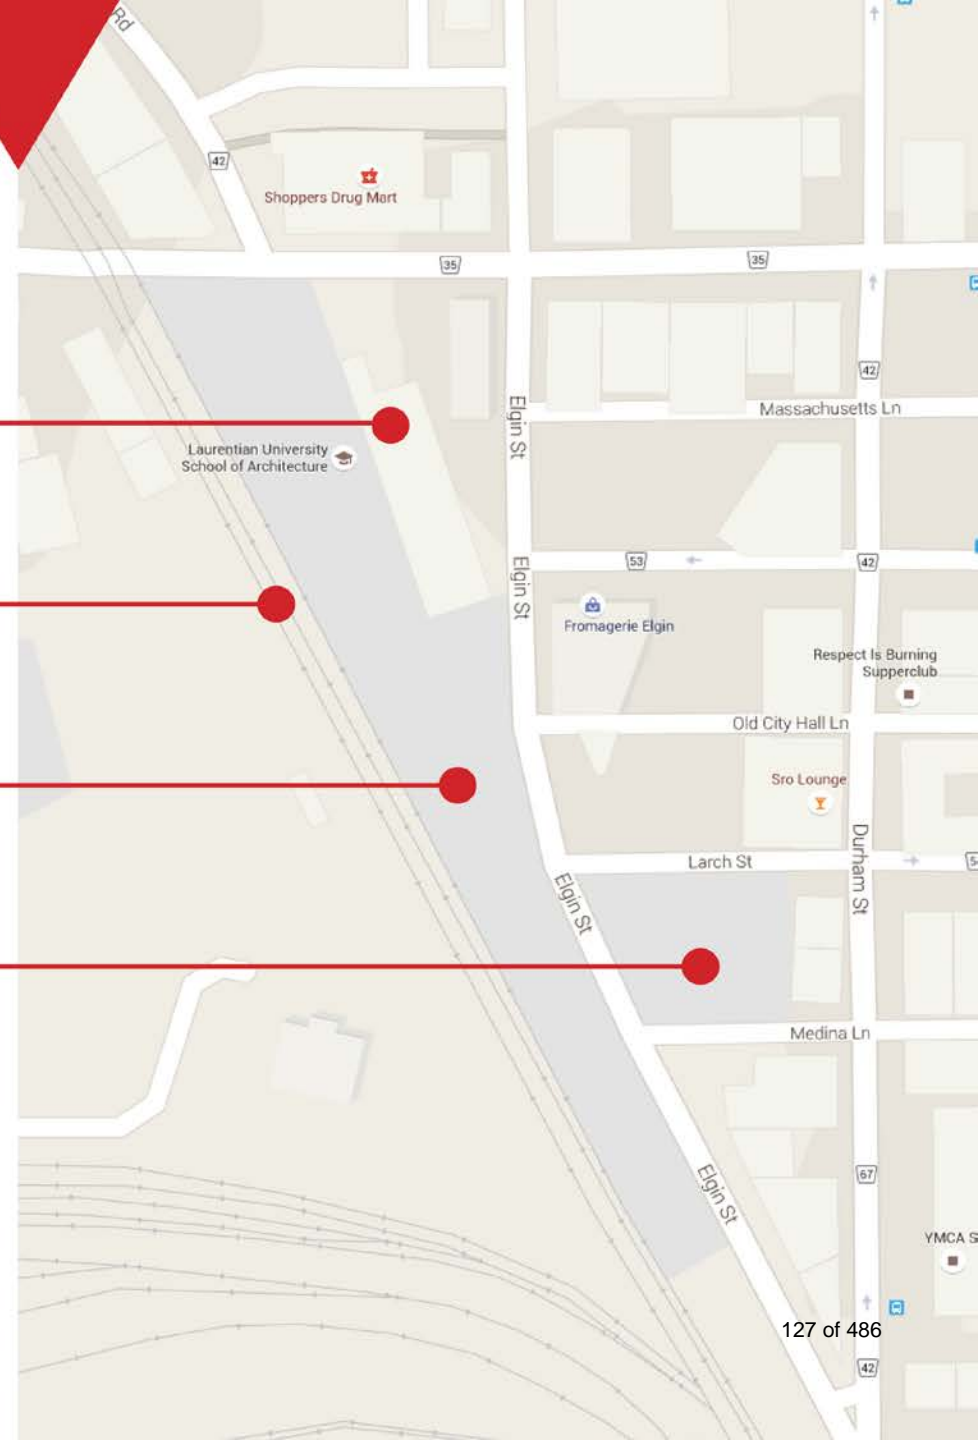 Rd
42
Shoppers Drug Mart
35
35
42
Elgin St
Massachusetts Ln
Laurentian University
School of Architecture
Elgin St
53
42
Fromagerie Elgin
Respect Is Burning
Supperclub
Old City Hall Ln
Sro Lounge
Durham St
Larch St
Elgin St
Medina Ln
Elgin St
67
YMCA S
127 of 486
42